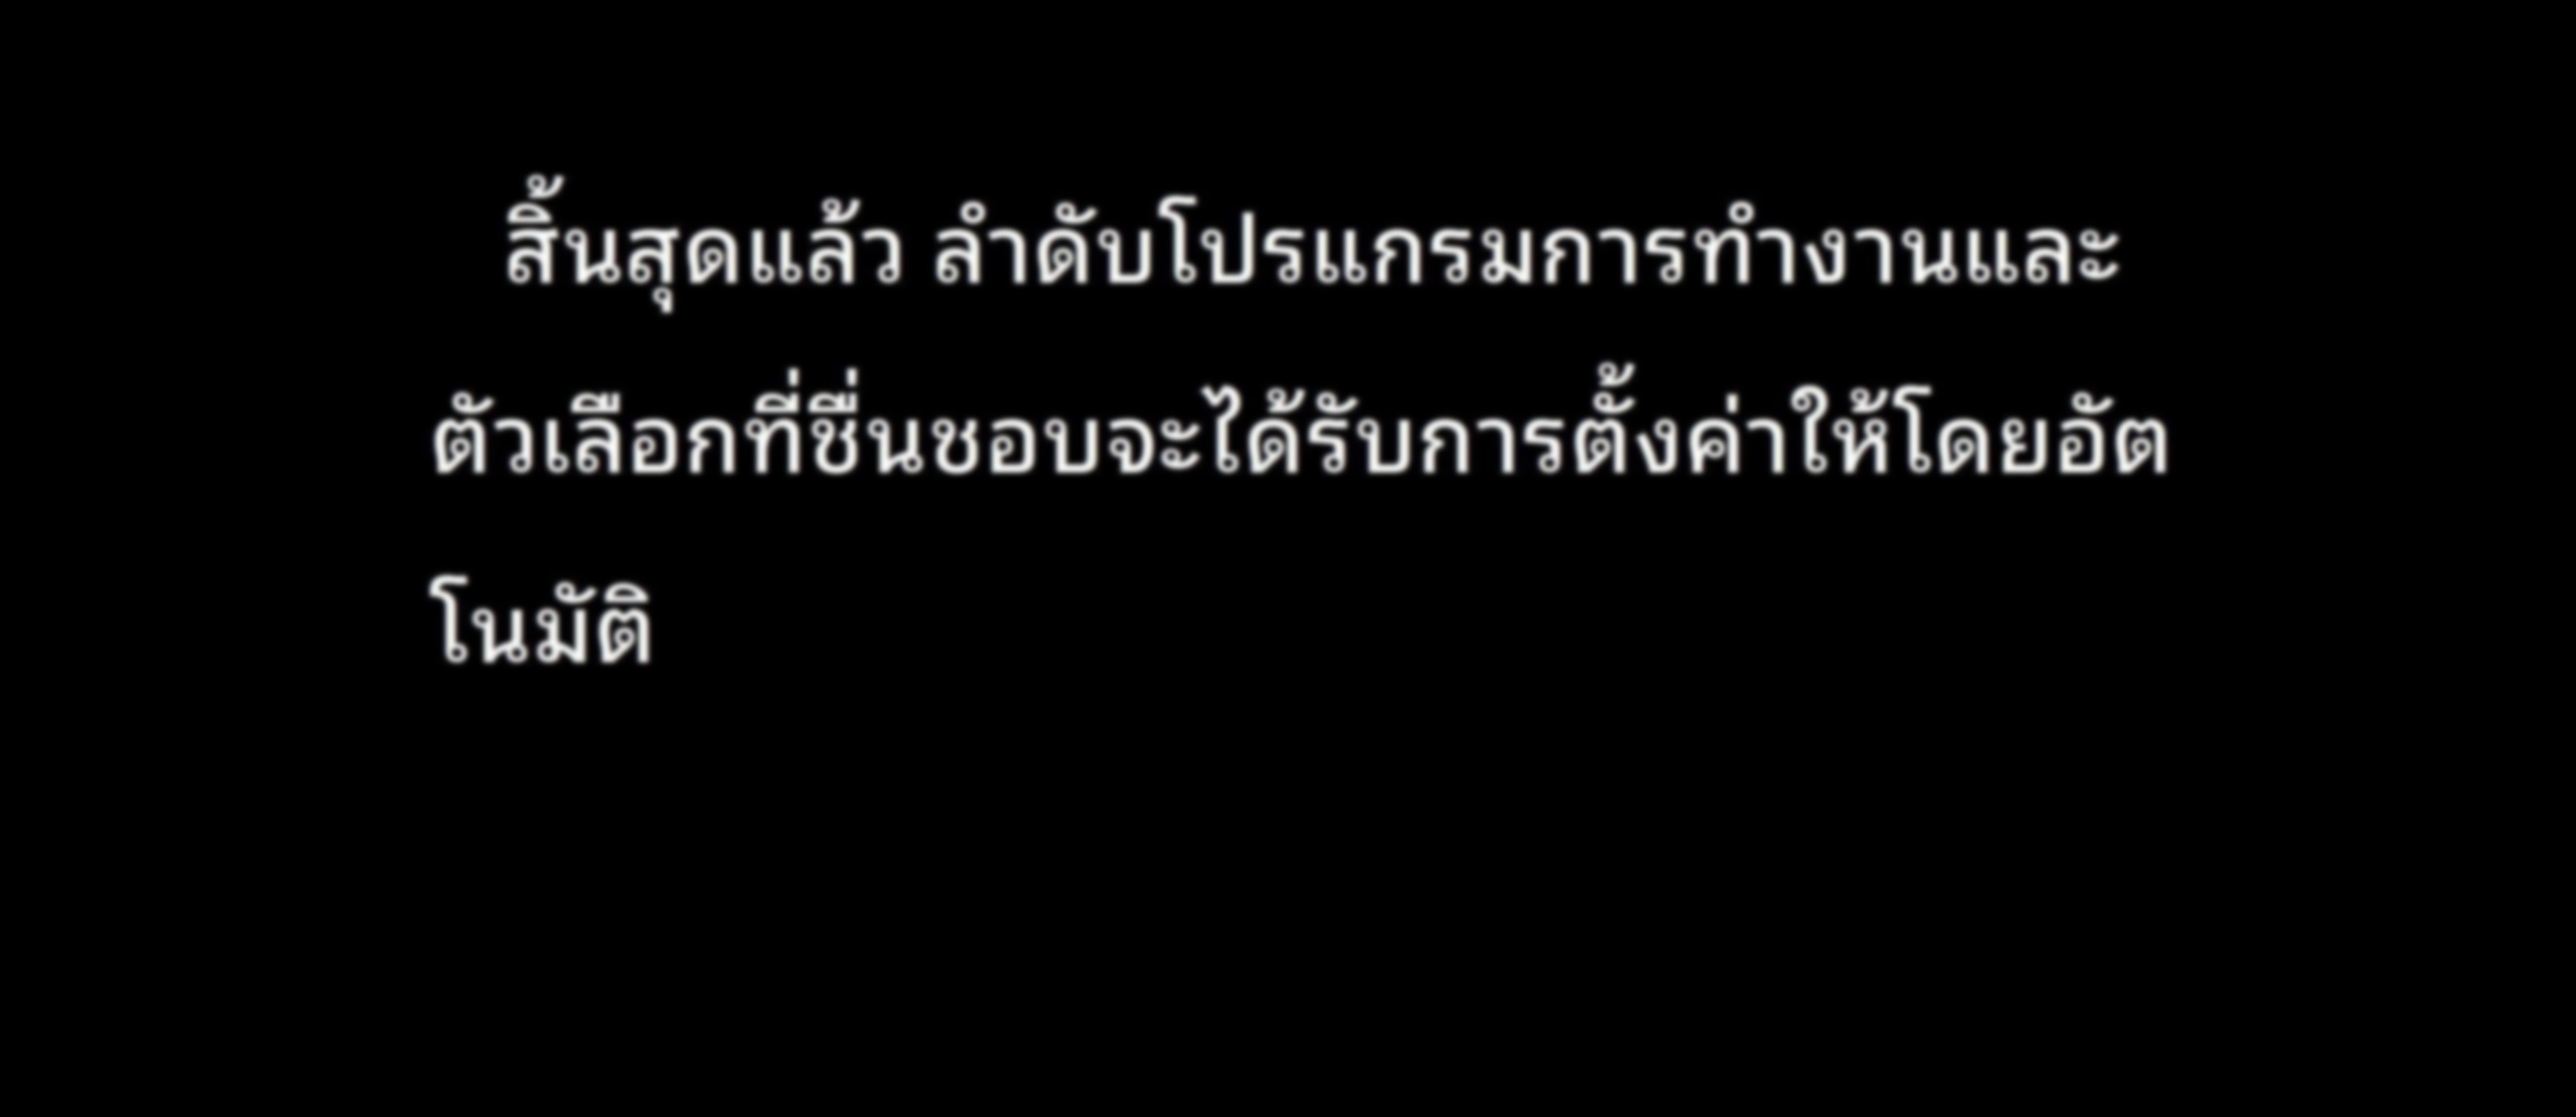 สิ้นสุดแล้ว ลำดับโปรแกรมการทำงานและ
ตัวเลือกที่ชื่นชอบจะได้รับการตั้งค่าให้โดยอัต
โนมัติ